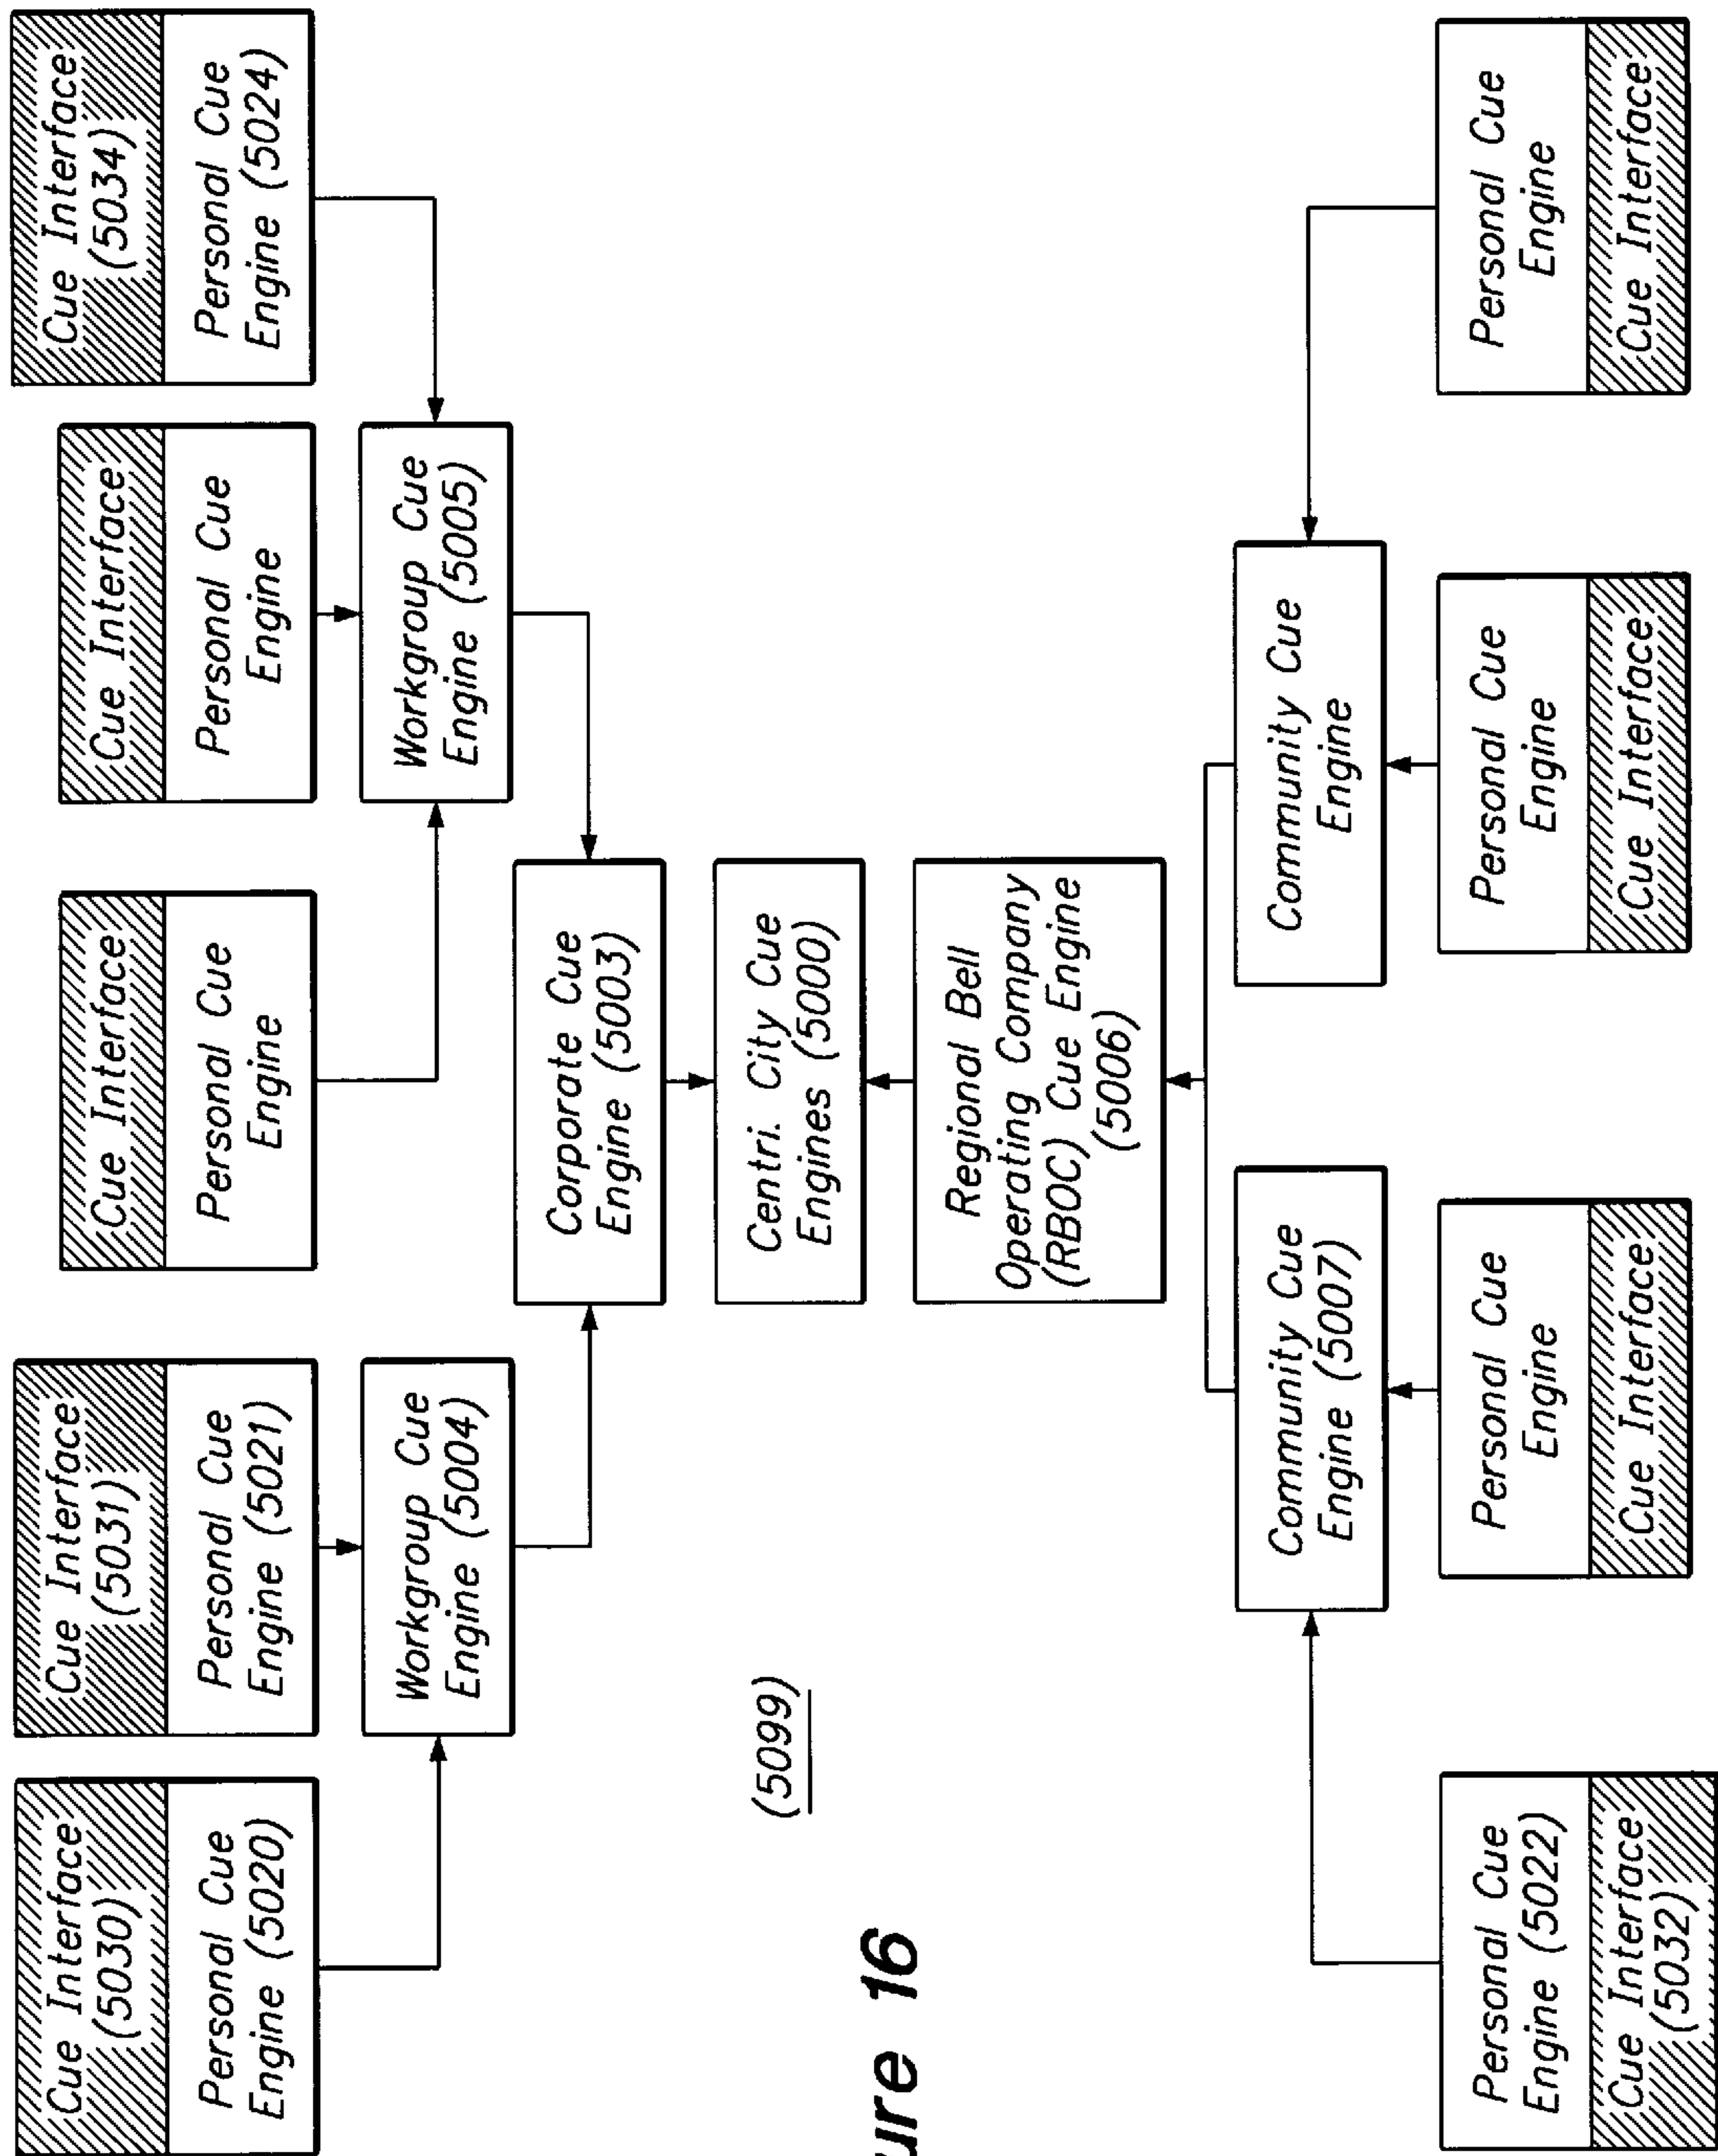 Cue Interface
(5030)
Personal Cue
Engine (5020)
Cue Interface
(5031)
Personal Cue
Engine (5021)
Cue Interface
Personal Cue
Engine
Cue Interface
Personal Cue
Engine
Cue Interface
(5034)
Personal Cue
Engine (5024)
Workgroup Cue
Engine (5004)
Workgroup Cue
Engine (5005)
Corporate Cue
Engine (5003)
(5099)
Centri. City Cue
Engines (5000)
ure 16
Regional Bell
Operating Company
(RBOC) Cue Engine
(5006)
Community Cue
Engine (5007)
Community Cue
Engine
Personal Cue
Engine (5022)
Cue Interface
(5032)
Personal Cue
Engine
Cue Interface
Personal Cue
Engine
Cue Interface
Personal Cue
Engine
Cue Interface